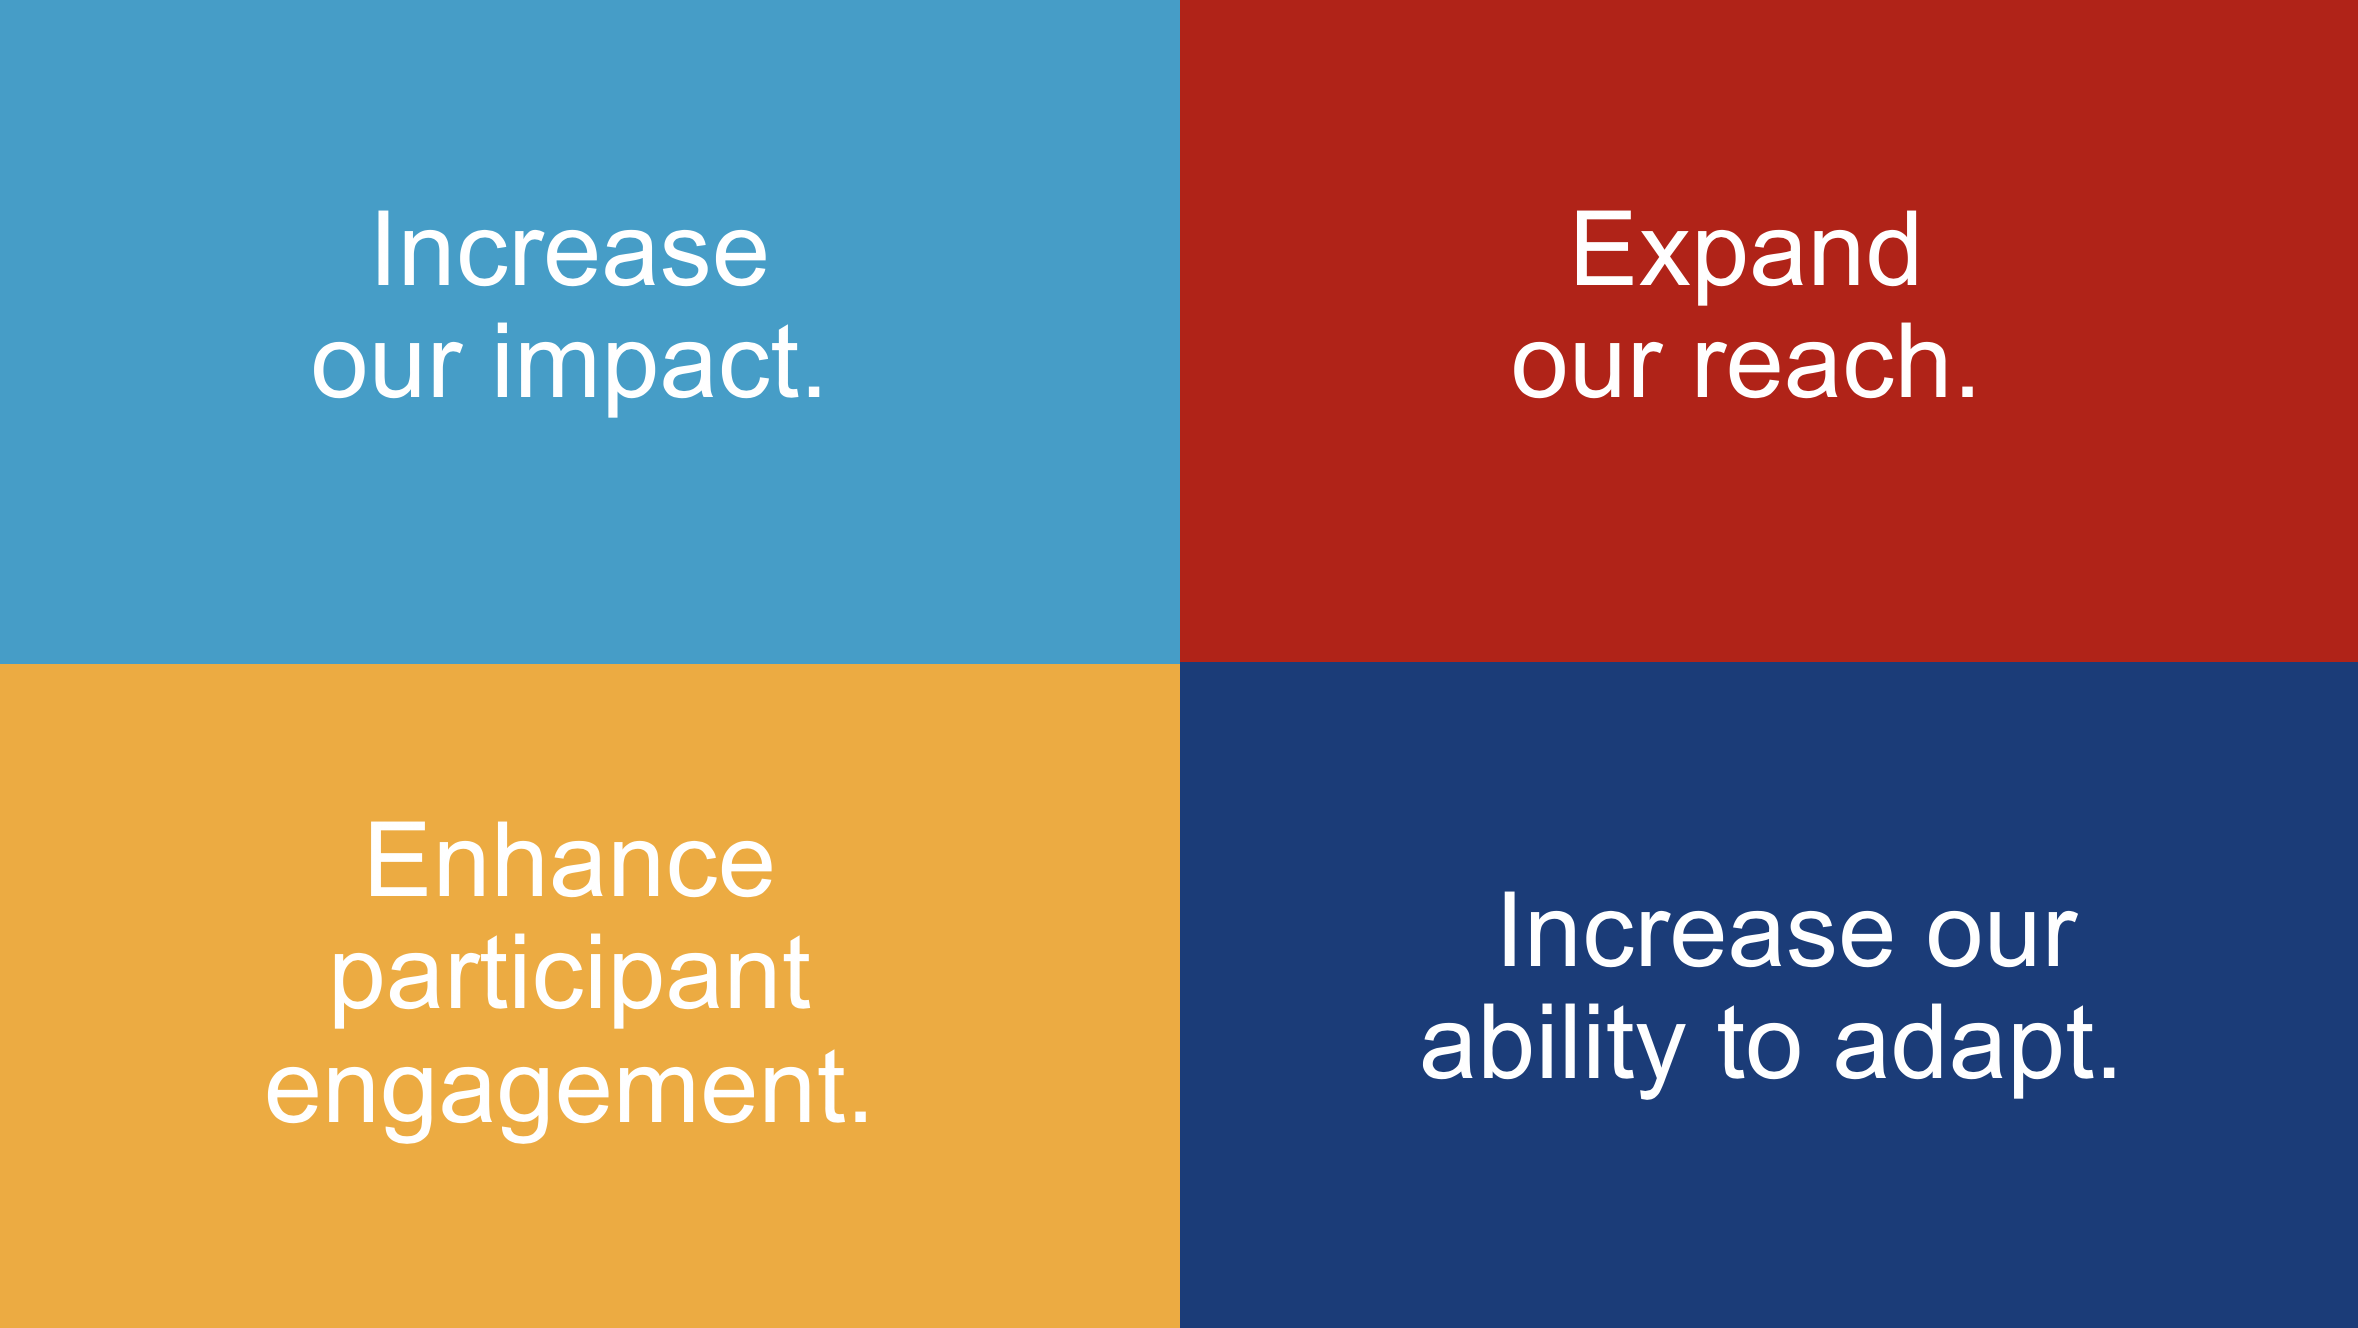 Increase
our impact.
Expand
our reach.
Enhance
participant
engagement.
Increase our
ability to adapt.